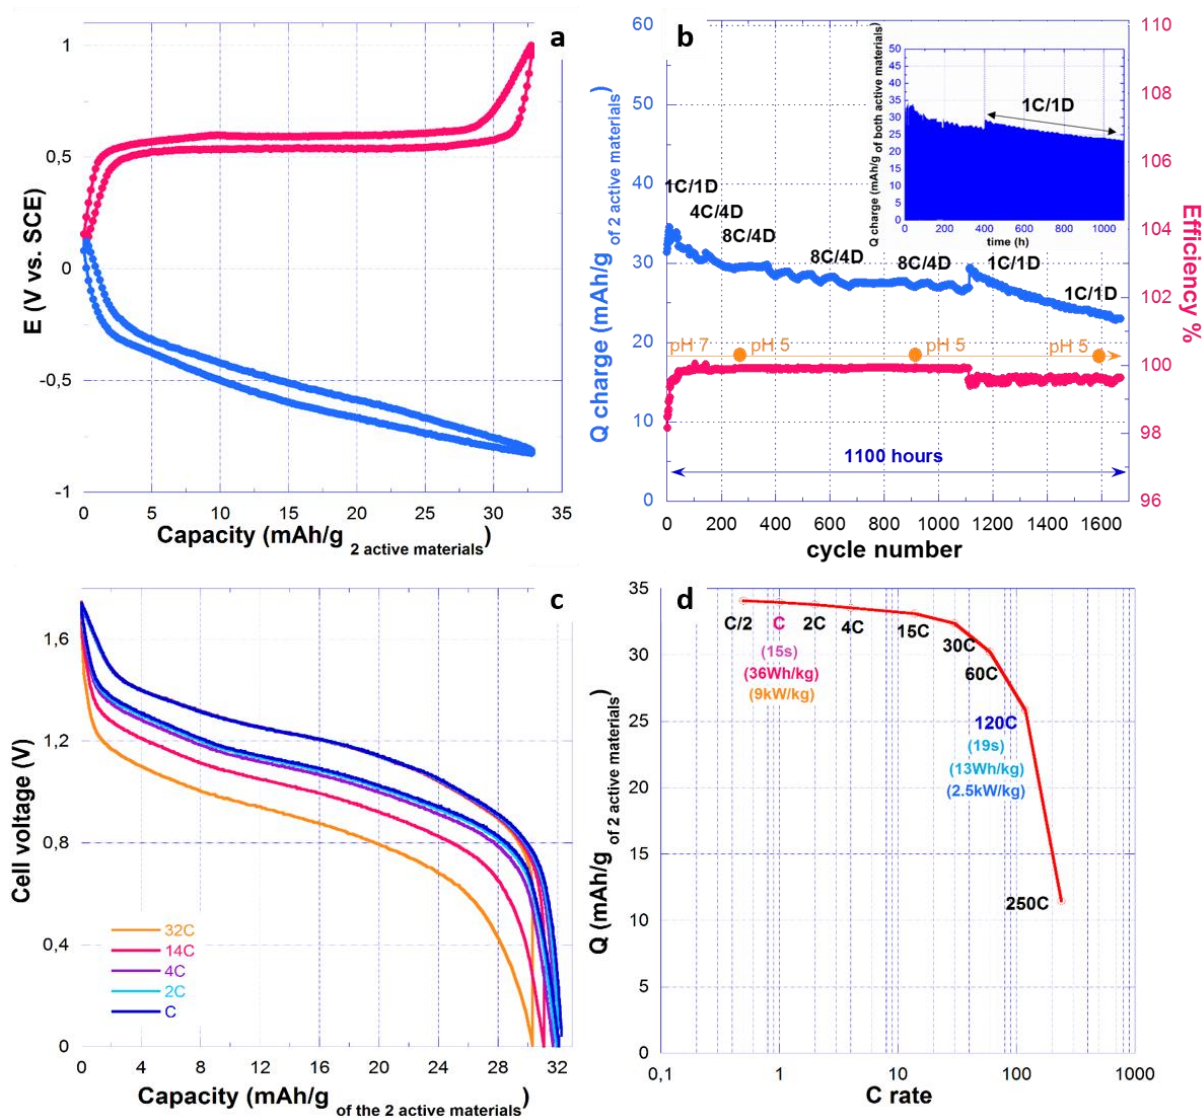 a
1
0,5
0
-0,5
-1
E (V vs. SCE)
0 5 10 15 20 25 30 35
Capacity (mAh/g 2 active materials)
b
60
50
40
30
20
10
0
Q charge (mAh/g of 2 active materials)
110
108
106
104
102
100
98
96
Efficiency %
1C/1D
4C/4D
8C/4D
8C/4D
8C/4D
1C/1D
1C/1D
pH 7
pH 5
pH 5
pH 5
1100 hours
0 200 400 600 800 1000 1200 1400 1600
cycle number
50
45
40
35
30
25
20
15
10
5
0
Q charge (mAh/g of both active materials)
1C/1D
0 200 400 600 800 1000
time (h)
c
1,6
1,2
0,8
0,4
0
Cell voltage (V)
32C
14C
4C
2C
C
0 4 8 12 16 20 24 28 32
Capacity (mAh/g of the 2 active materials)
d
35
30
25
20
15
10
5
0
Q (mAh/g of 2 active materials)
C/2
C
2C
4C
15C
30C
60C
(15s)
(36Wh/kg)
(9kW/kg)
120C
(19s)
(13Wh/kg)
(2.5kW/kg)
250C
0,1 1 10 100 1000
C rate